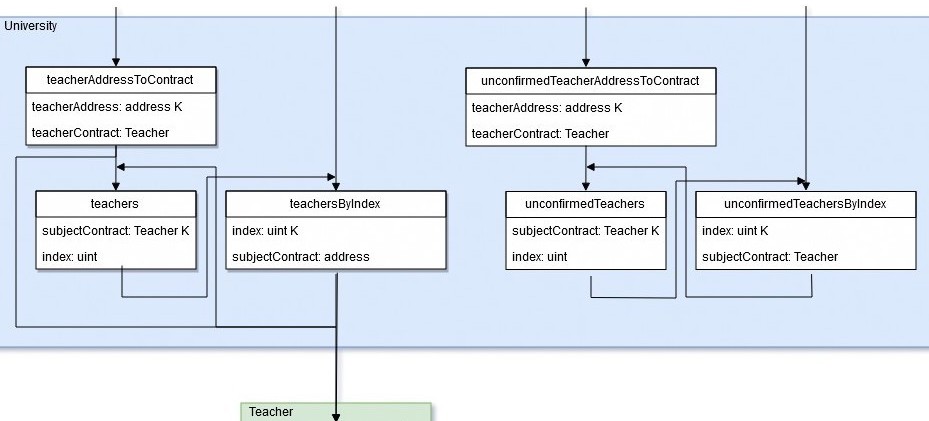 University
teacherAddressToContract
teacherAddress: address K
teacherContract: Teacher
unconfirmedTeacherAddressToContract
teacherAddress: address K
teacherContract: Teacher
teachers
subjectContract: Teacher K
index: uint
teachersByIndex
index: uint K
subjectContract: address
unconfirmedTeachers
subjectContract: Teacher K
index: uint
unconfirmedTeachersByIndex
index: uint K
subjectContract: Teacher
Teacher